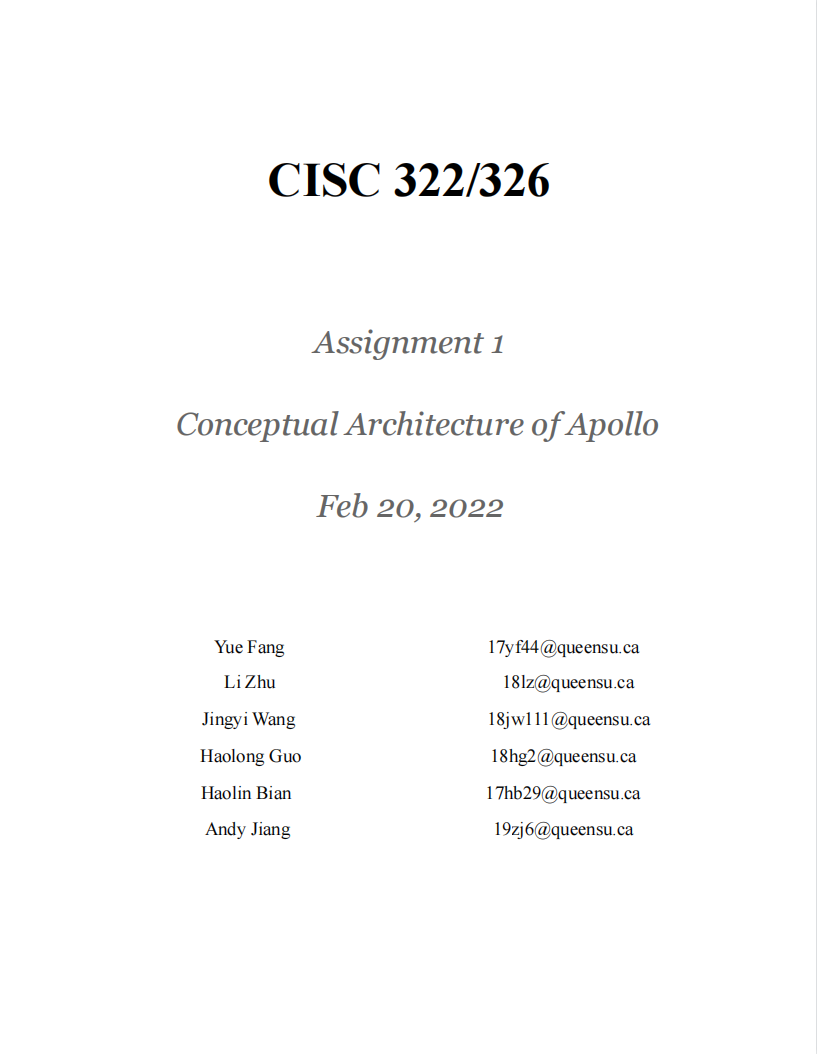 CISC 322/326
Assignment 1
Conceptual Architecture of Apollo
Feb 20, 2022
Yue Fang 17yf44@queensu.ca
Li Zhu 18lz@queensu.ca
Jingyi Wang 18jw111@queensu.ca
Haolong Guo 18hg2@queensu.ca
Haolin Bian 17hb29@queensu.ca
Andy Jiang 19zj6@queensu.ca